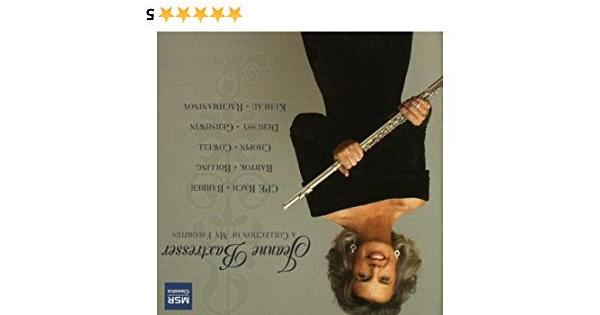 MSR
Classics
Jeanne Baxtresser
A Collection of My Favorites
CPE Bach • Barber
Bartok • Bolling
Chopin • Cowell
Debussy • Gershwin
Kuhlau • Rachmaninov
5